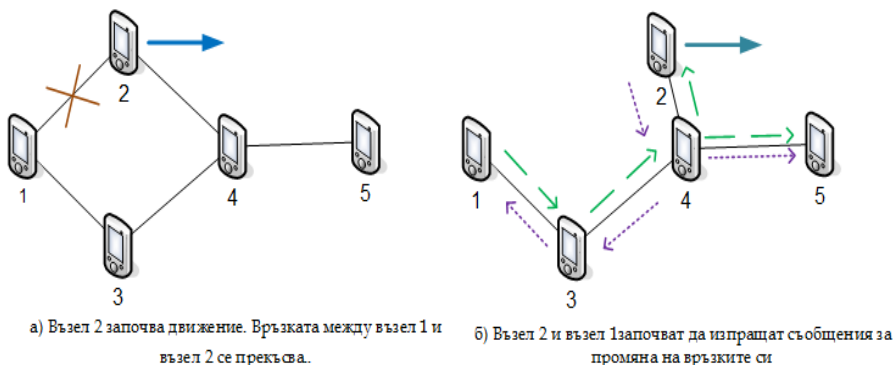 2
1
4
5
3
а) Възел 2 започва движение. Връзката между възел 1 и
възел 2 се прекъсва..
2
1
4
5
3
б) Възел 2 и възел 1започват да изпращат съобщения за
промяна на връзките си